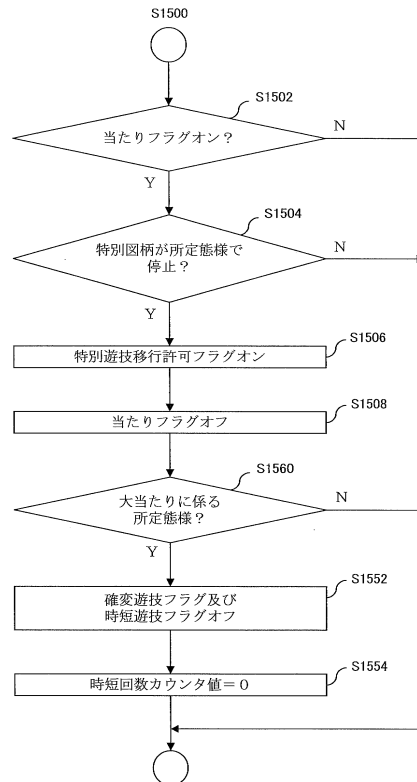 S1500
S1502
当たりフラグオン？
N
Y
S1504
特別図柄が所定態様で
停止？
N
Y
S1506
特別遊技移行許可フラグオン
S1508
当たりフラグオフ
S1560
大当たりに係る
所定態様？
N
Y
S1552
確変遊技フラグ及び
時短遊技フラグオフ
S1554
時短回数カウンタ値＝０